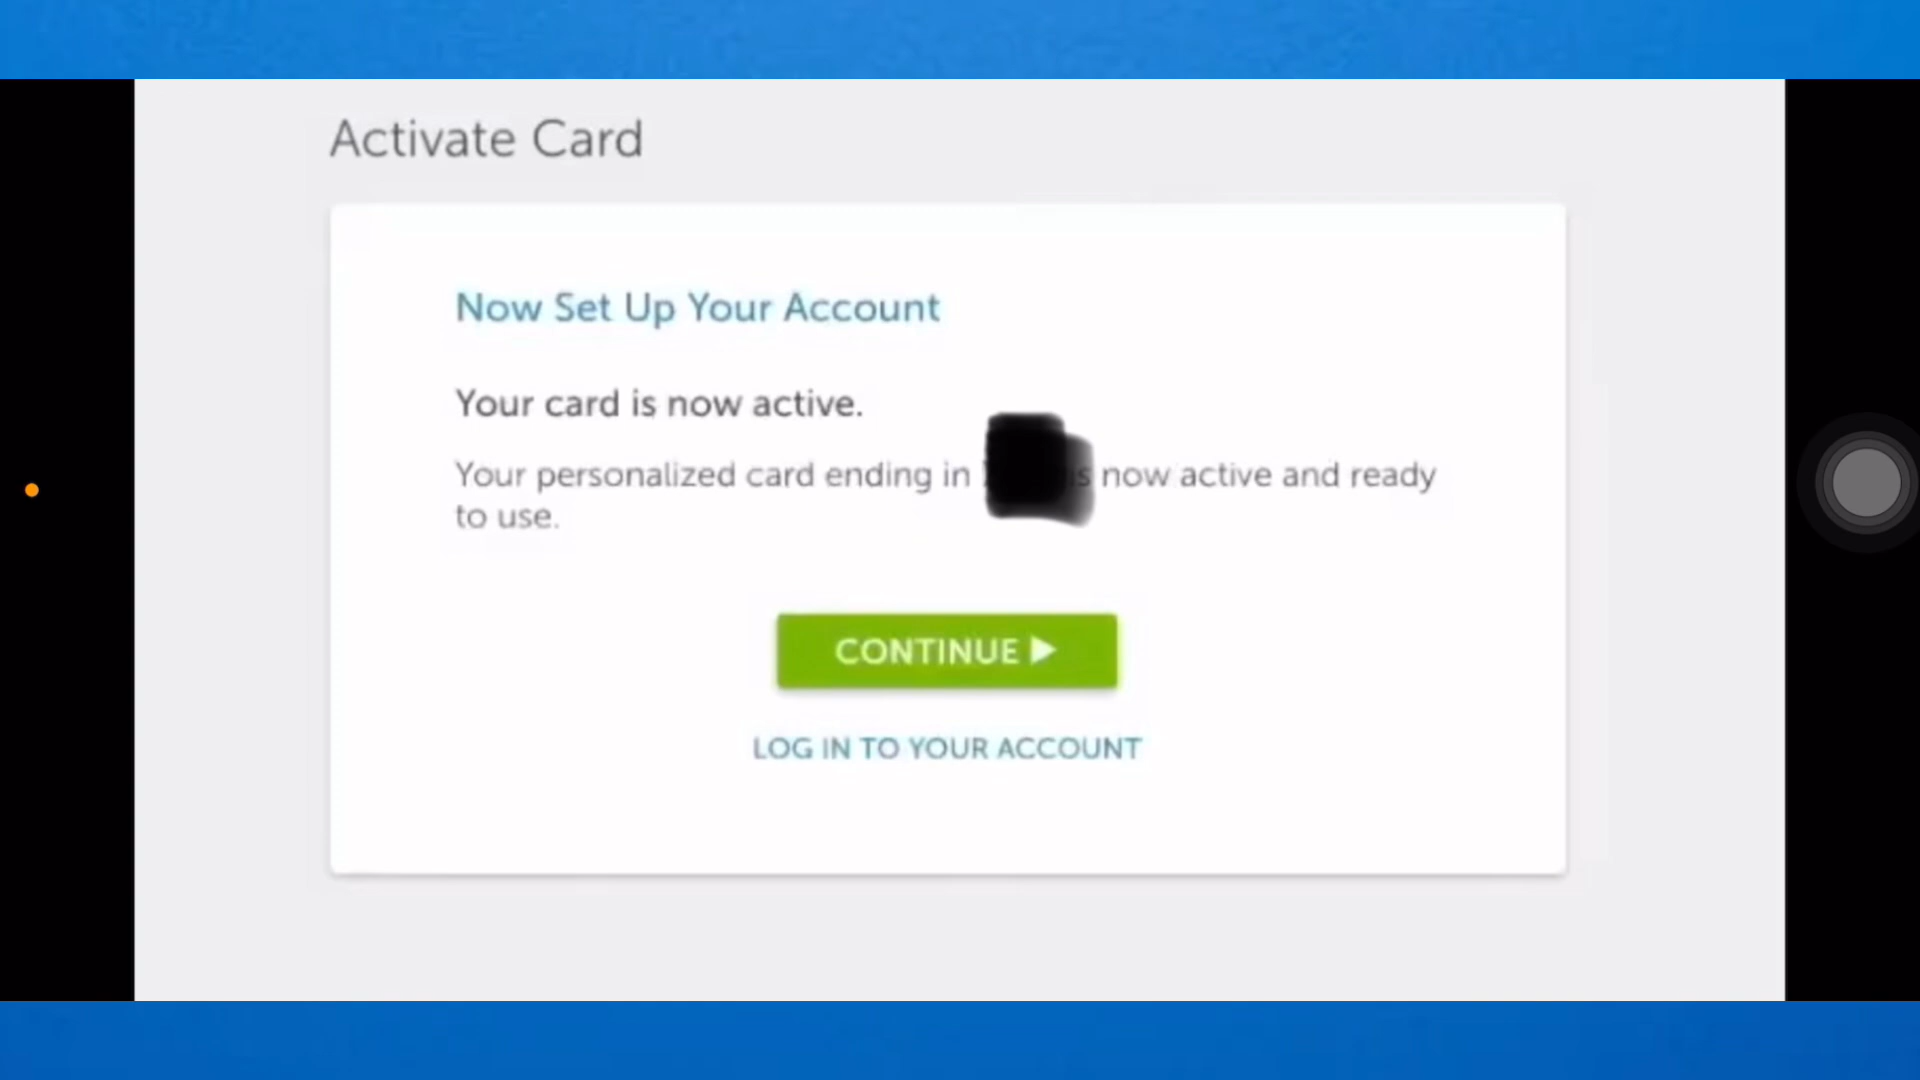 Activate Card
Now Set Up Your Account
Your card is now active.
Your personalized card ending in now active and ready
to use.
CONTINUE
LOG IN TO YOUR ACCOUNT